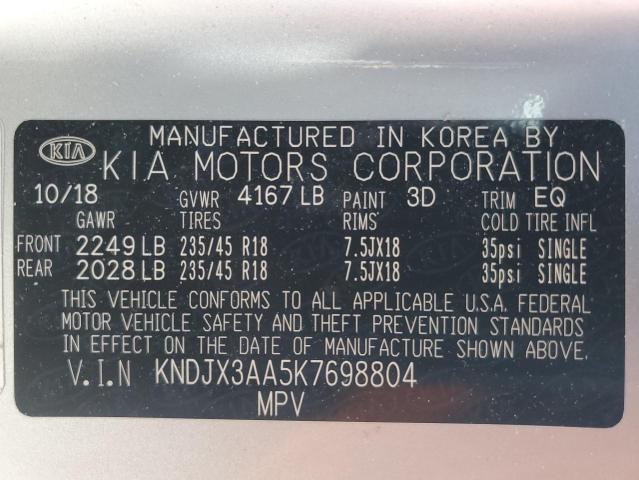 MANUFACTURED IN KOREA BY
KIA KIA MOTORS CORPORATION
10/18 GVWR 4167 LB PAINT 3D TRIM EQ
GAWR TIRES RIMS COLD TIRE INFL
FRONT 2249 LB 235/45 R18 7.5JX18 35psi SINGLE
REAR 2028 LB 235/45 R18 7.5JX18 35psi SINGLE
THIS VEHICLE CONFORMS TO ALL APPLICABLE U.S.A. FEDERAL
MOTOR VEHICLE SAFETY AND THEFT PREVENTION STANDARDS
IN EFFECT ON THE DATE OF MANUFACTURE SHOWN ABOVE.
V.I.N KNDJX3AA5K7698804
MPV